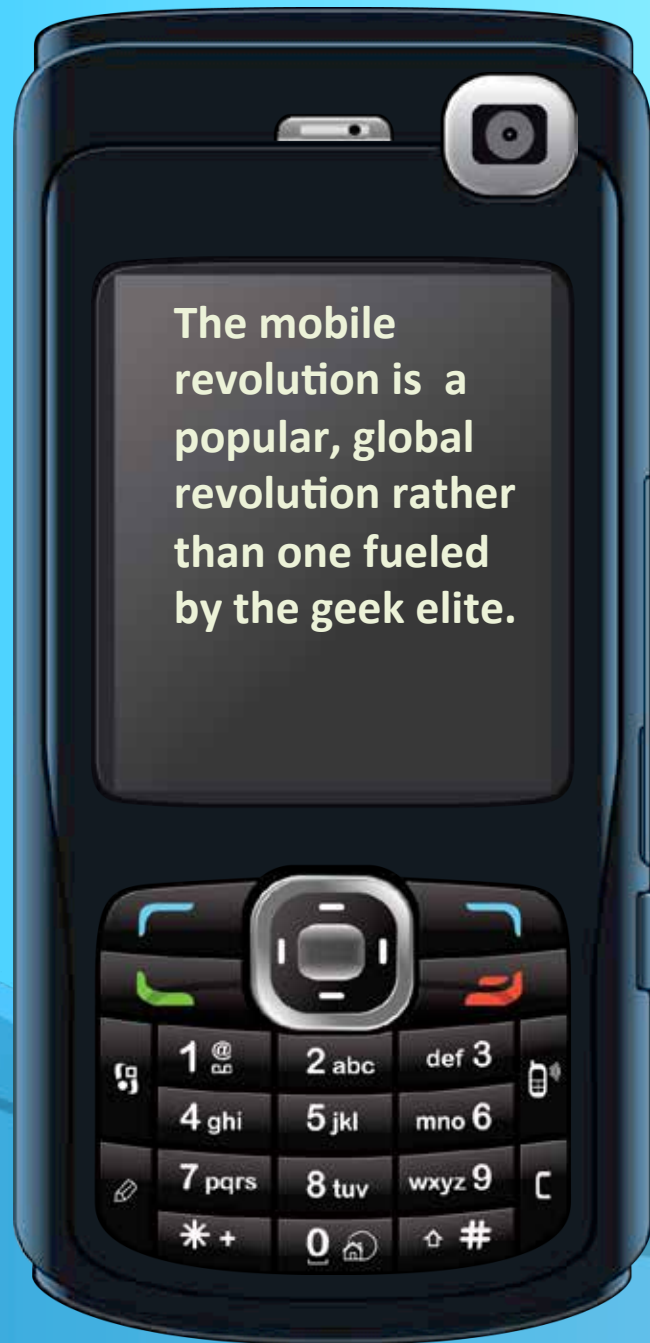 The mobile
revolution is a
popular, global
revolution rather
than one fueled
by the geek elite.
1 @ 2 abc def 3
4 ghi 5 jkl mno 6
7 pqrs 8 tuv wxyz 9
* + 0 #